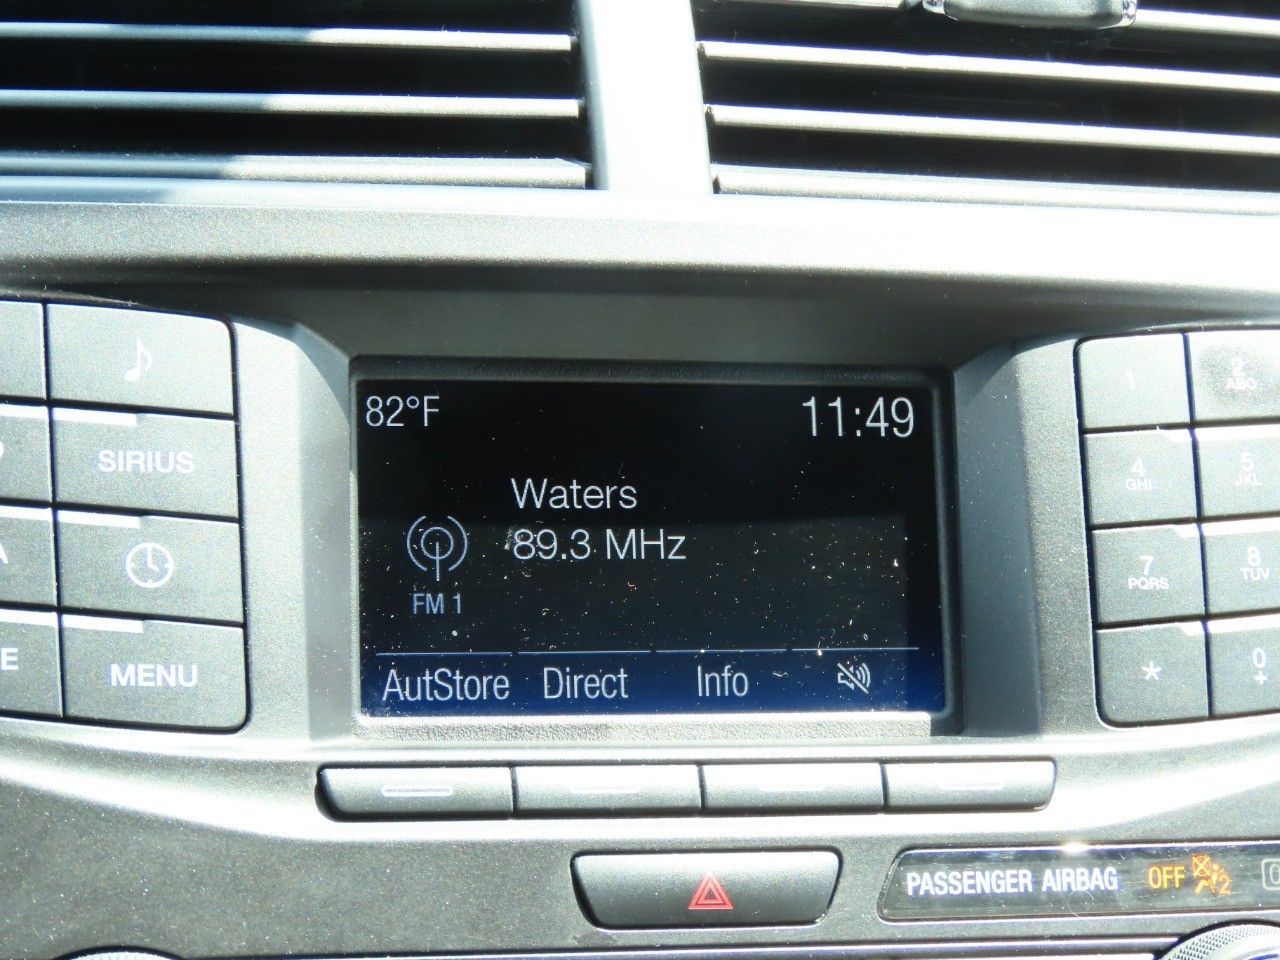 82°F
11:49
Waters
89.3 MHz
FM 1
AutStore Direct Info
SIRIUS
MENU
E
1
2 ABC
4 GHI
5 JKL
7 PQRS
8 TUV
*
0 +
PASSENGER AIRBAG OFF 2